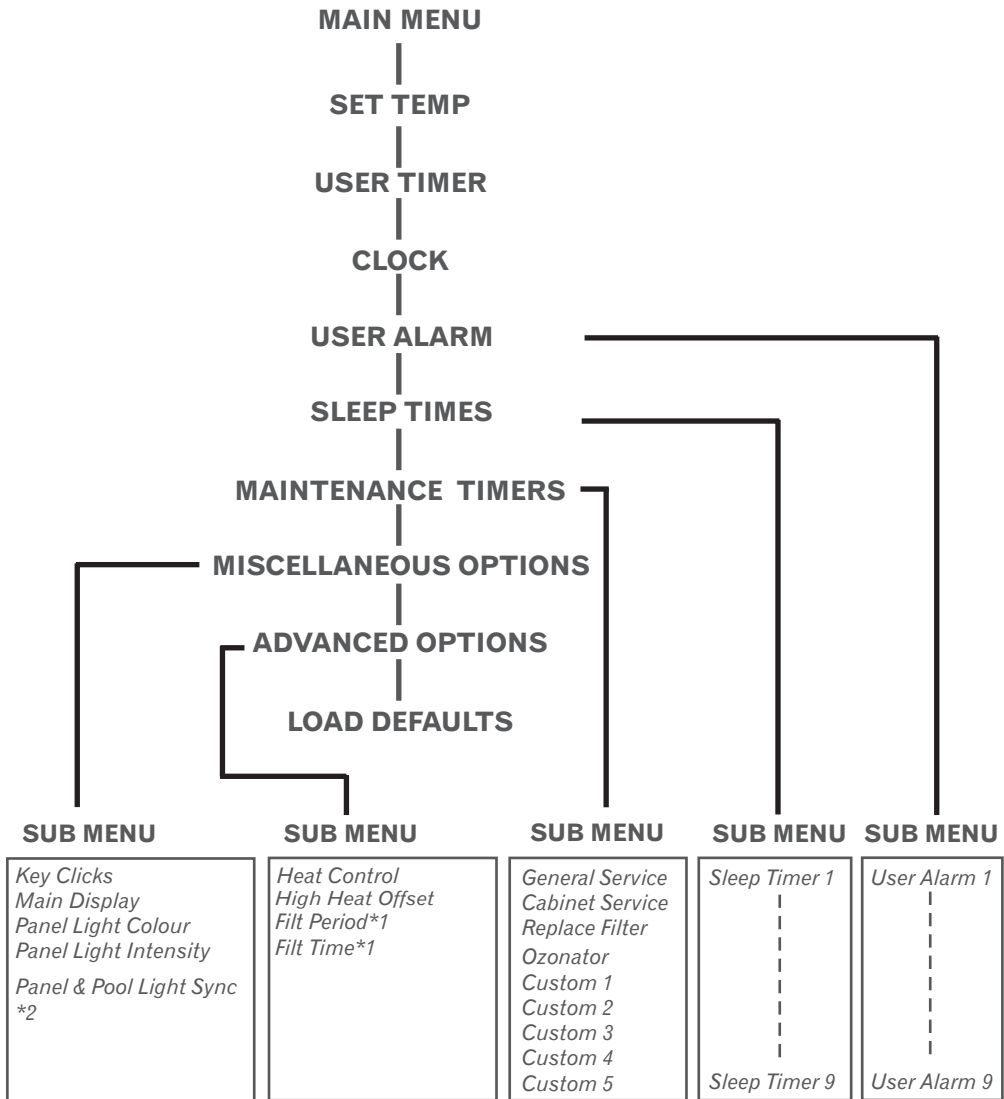 MAIN MENU
SET TEMP
USER TIMER
CLOCK
USER ALARM
SLEEP TIMES
MAINTENANCE TIMERS
MISCELLANEOUS OPTIONS
ADVANCED OPTIONS
LOAD DEFAULTS
SUB MENU
Key Clicks
Main Display
Panel Light Colour
Panel Light Intensity
Panel & Pool Light Sync
*2
SUB MENU
Heat Control
High Heat Offset
Filt Period*1
Filt Time*1
SUB MENU
General Service
Cabinet Service
Replace Filter
Ozonator
Custom 1
Custom 2
Custom 3
Custom 4
Custom 5
SUB MENU
Sleep Timer 1
Sleep Timer 9
SUB MENU
User Alarm 1
User Alarm 9